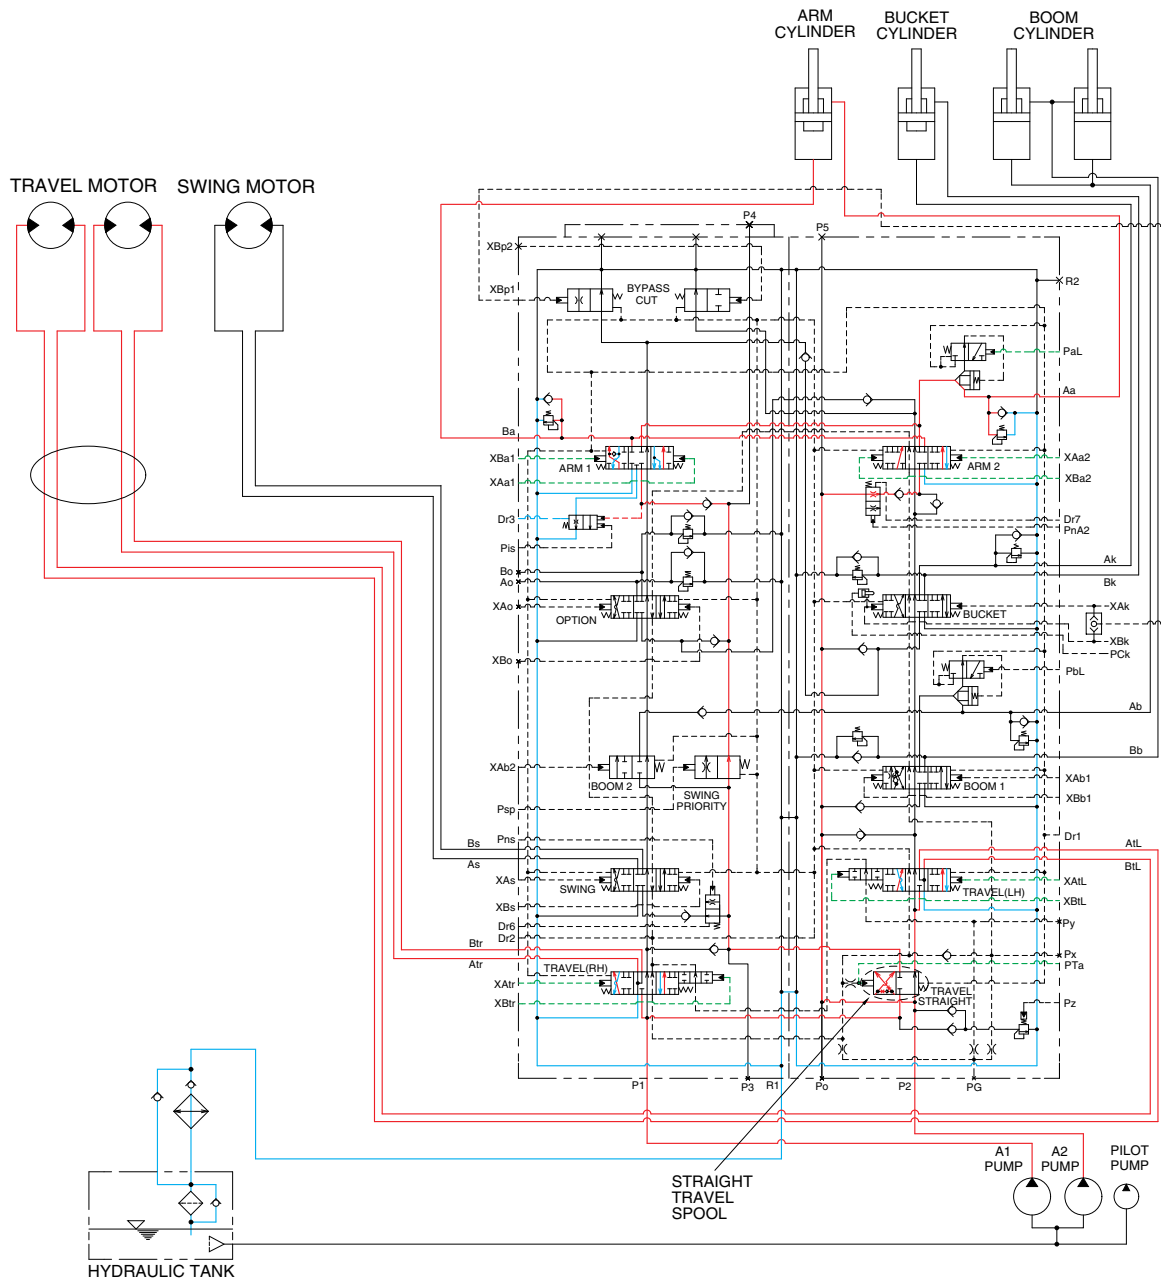 ARM
CYLINDER
BUCKET
CYLINDER
BOOM
CYLINDER
TRAVEL MOTOR
SWING MOTOR
P4
P5
XBp2
XBp1
BYPASS
CUT
R2
PaL
Aa
Ba
XBa1
ARM 1
XAa1
ARM 2
XAa2
XBa2
Dr3
Pis
Dr7
PnA2
Bo
Ao
Ak
Bk
XAo
OPTION
BUCKET
XAk
XBk
PCk
XBo
PbL
Ab
Bb
XAb2
BOOM 2
SWING
PRIORITY
BOOM 1
XAb1
XBb1
Psp
Pns
Dr1
Bs
As
AtL
BtL
XAs
SWING
XBs
Dr6
Dr2
TRAVEL(LH)
XAtL
XBtL
Py
Btr
Atr
TRAVEL(RH)
Px
PTa
XAtr
XBtr
TRAVEL
STRAIGHT
Pz
P1
P3
R1
Po
P2
PG
STRAIGHT
TRAVEL
SPOOL
A1
PUMP
A2
PUMP
PILOT
PUMP
HYDRAULIC TANK